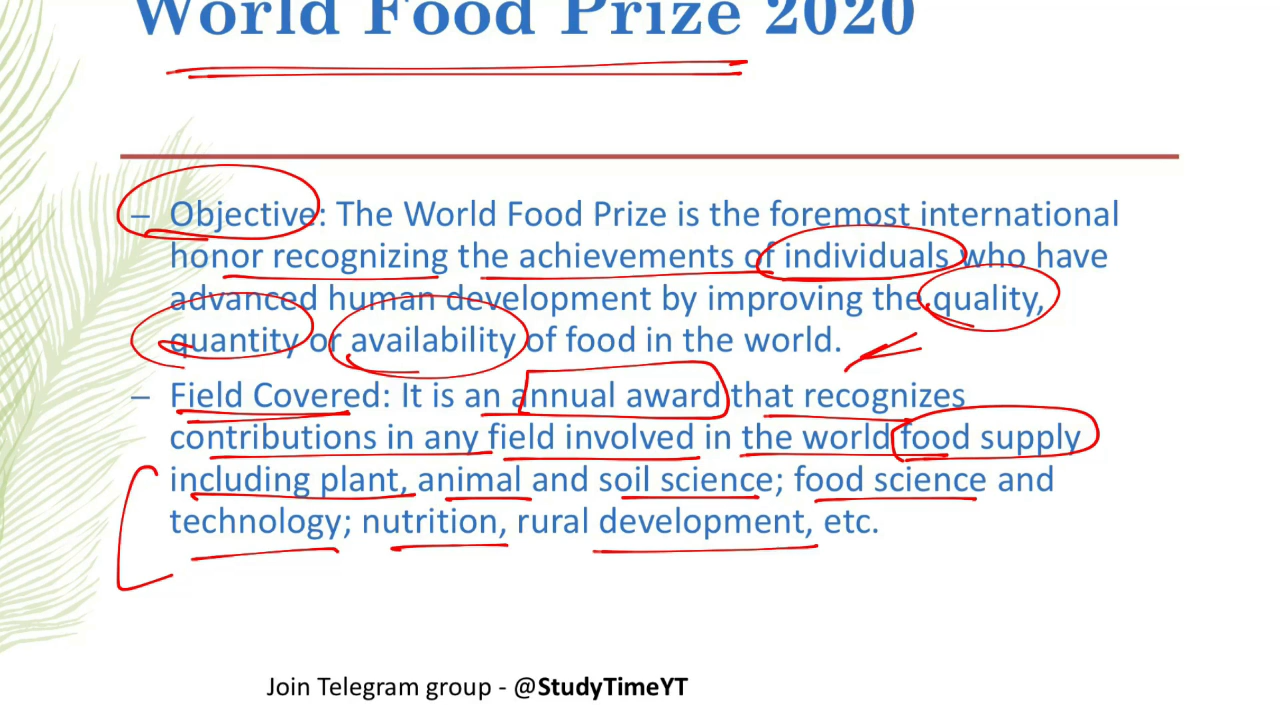 World Food Prize 2020
– Objective: The World Food Prize is the foremost international
honor recognizing the achievements of individuals who have
advanced human development by improving the quality,
quantity or availability of food in the world.
– Field Covered: It is an annual award that recognizes
contributions in any field involved in the world food supply
including plant, animal and soil science; food science and
technology; nutrition, rural development, etc.
Join Telegram group - @StudyTimeYT